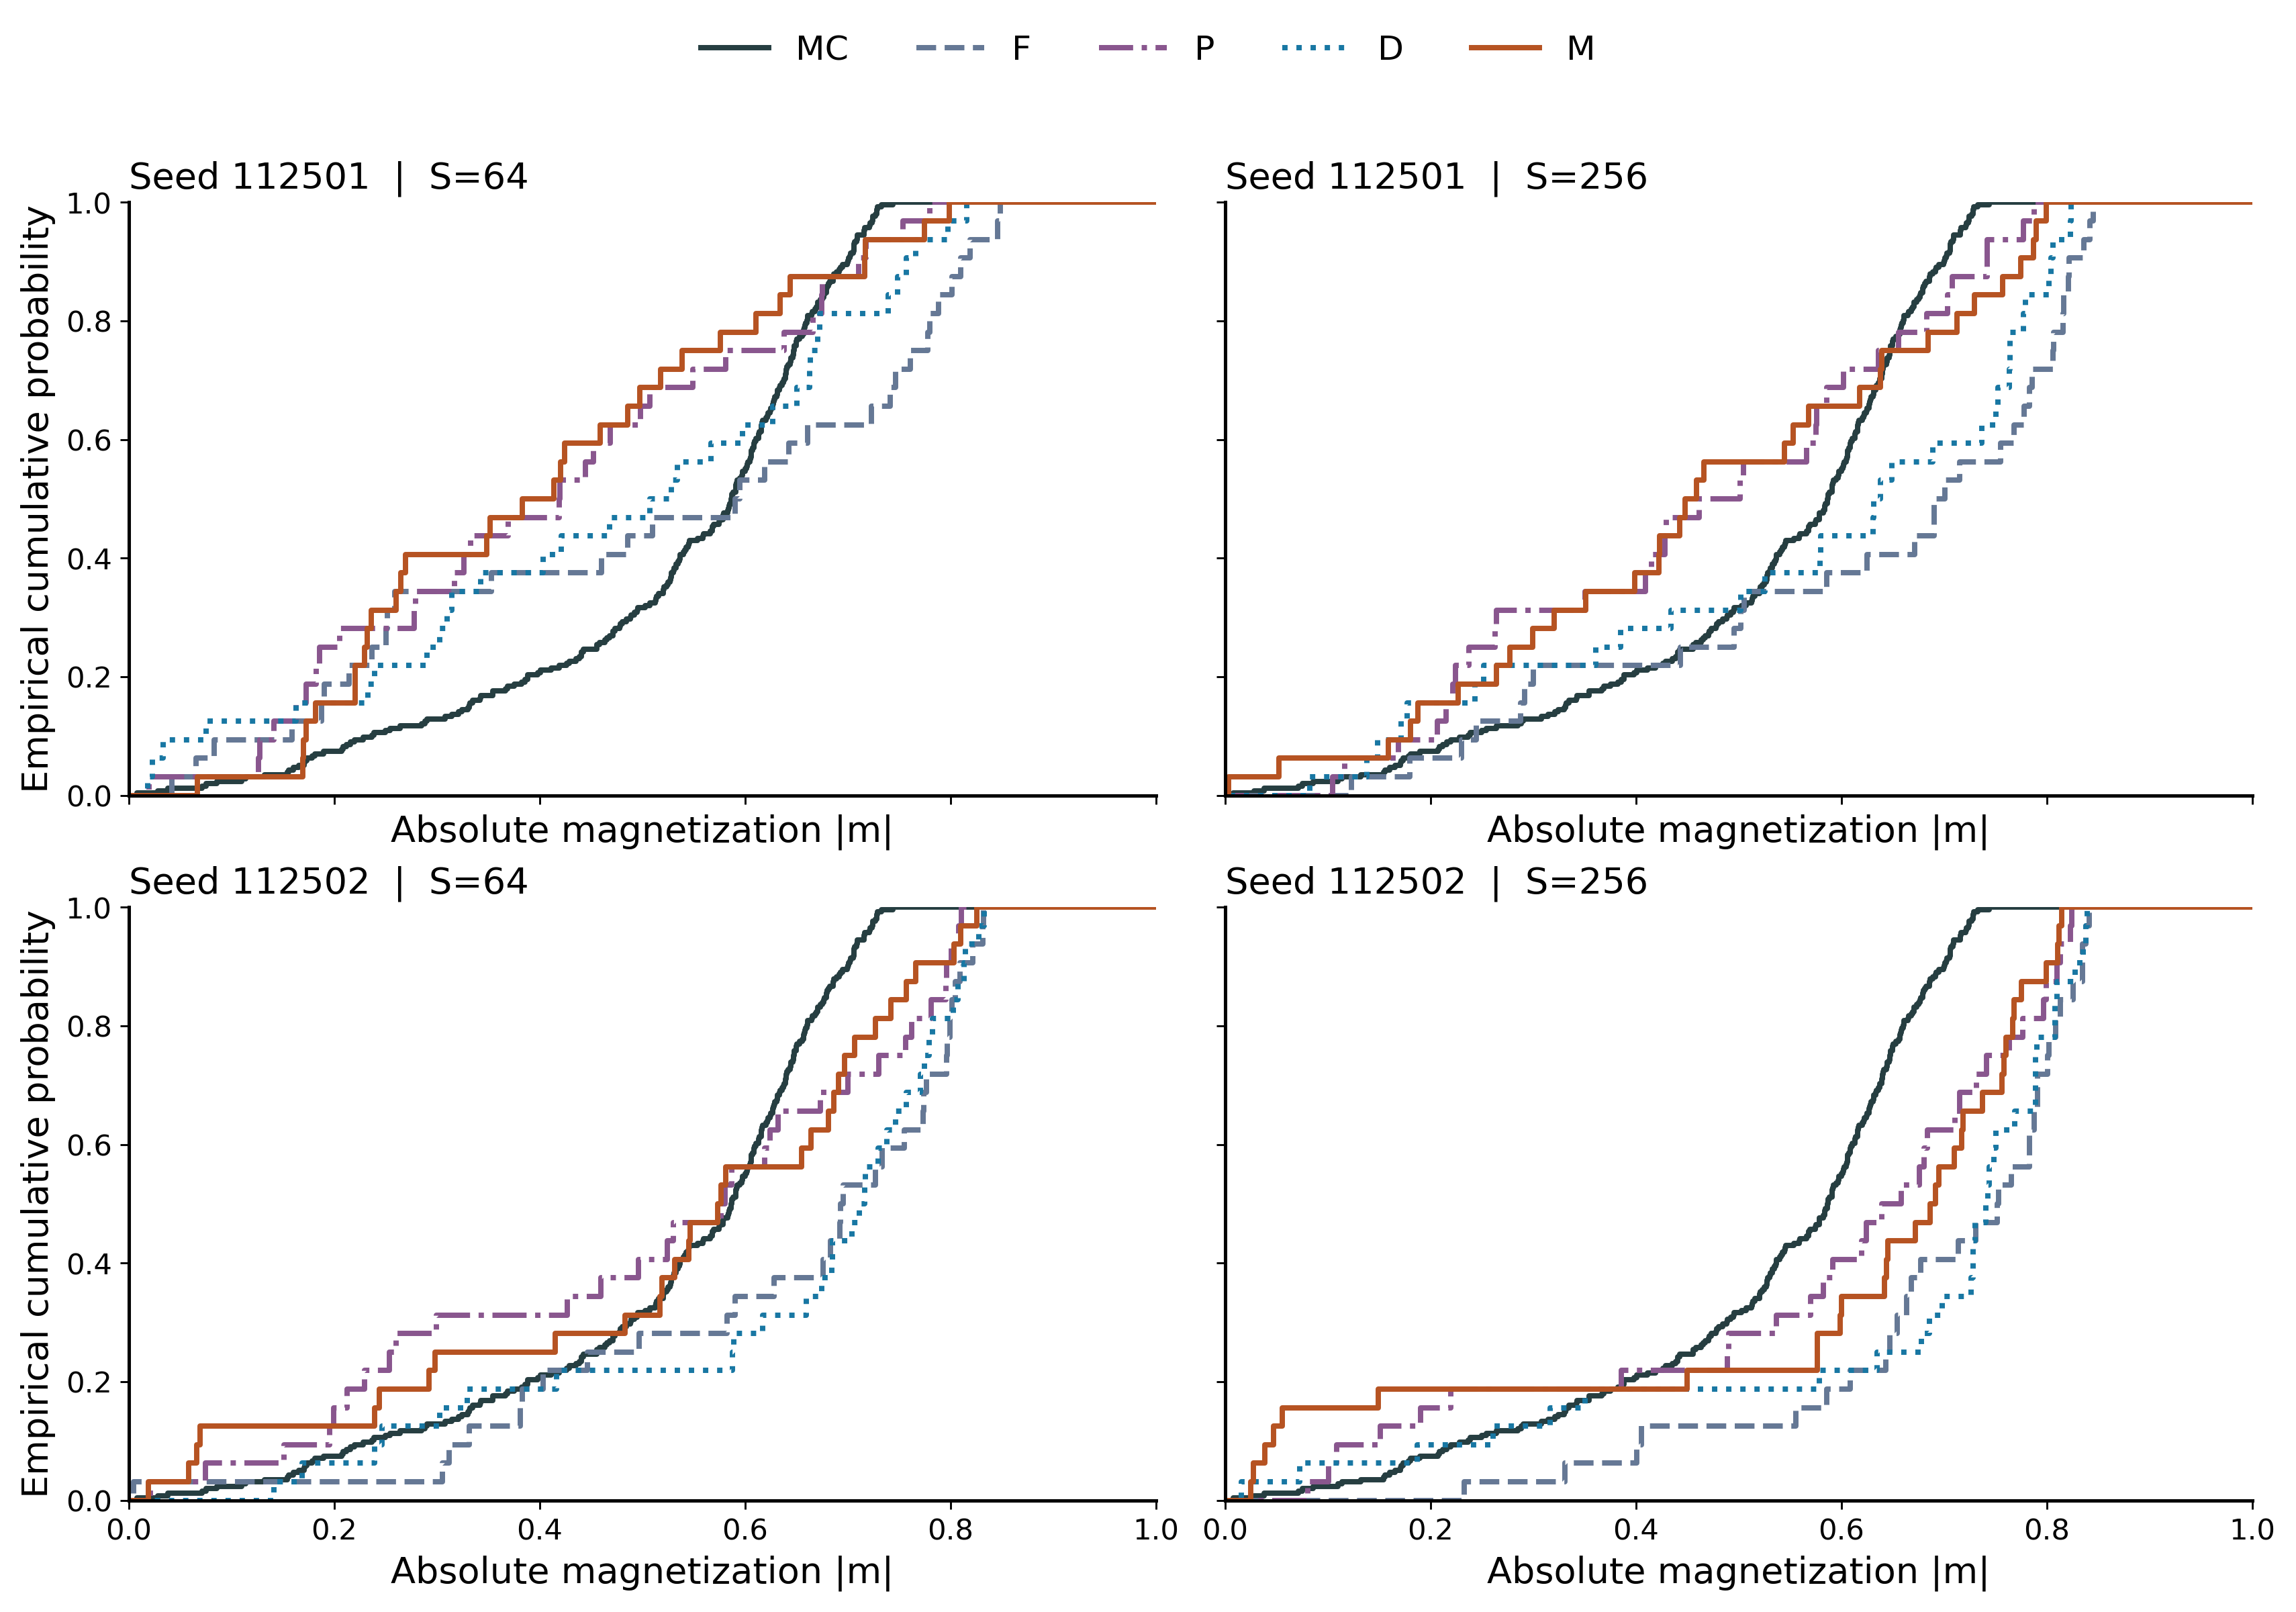 MC F P D M
Seed 112501 | S=64
Seed 112501 | S=256
Empirical cumulative probability
1.0
0.8
0.6
0.4
0.2
0.0
Absolute magnetization |m|
Absolute magnetization |m|
Seed 112502 | S=64
Seed 112502 | S=256
Empirical cumulative probability
1.0
0.8
0.6
0.4
0.2
0.0
0.0 0.2 0.4 0.6 0.8 1.0
0.0 0.2 0.4 0.6 0.8 1.0
Absolute magnetization |m|
Absolute magnetization |m|